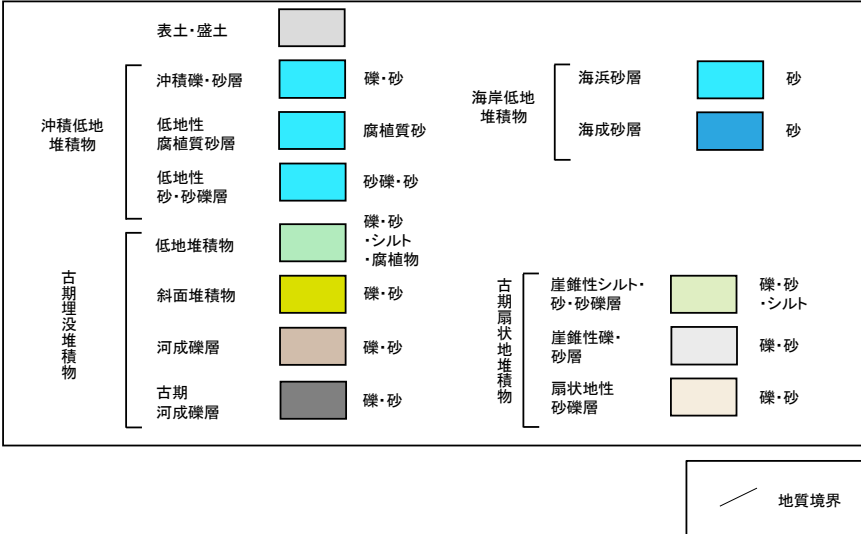 表土・盛土
沖積低地
堆積物
沖積礫・砂層
礫・砂
低地性
腐植質砂層
腐植質砂
低地性
砂・砂礫層
砂礫・砂
古期埋没堆積物
低地堆積物
礫・砂
・シルト
・腐植物
斜面堆積物
礫・砂
河成礫層
礫・砂
古期
河成礫層
礫・砂
海岸低地
堆積物
海浜砂層
砂
海成砂層
砂
古期扇状地堆積物
崖錐性シルト・
砂・砂礫層
礫・砂
・シルト
崖錐性礫・
砂層
礫・砂
扇状地性
砂礫層
礫・砂
地質境界